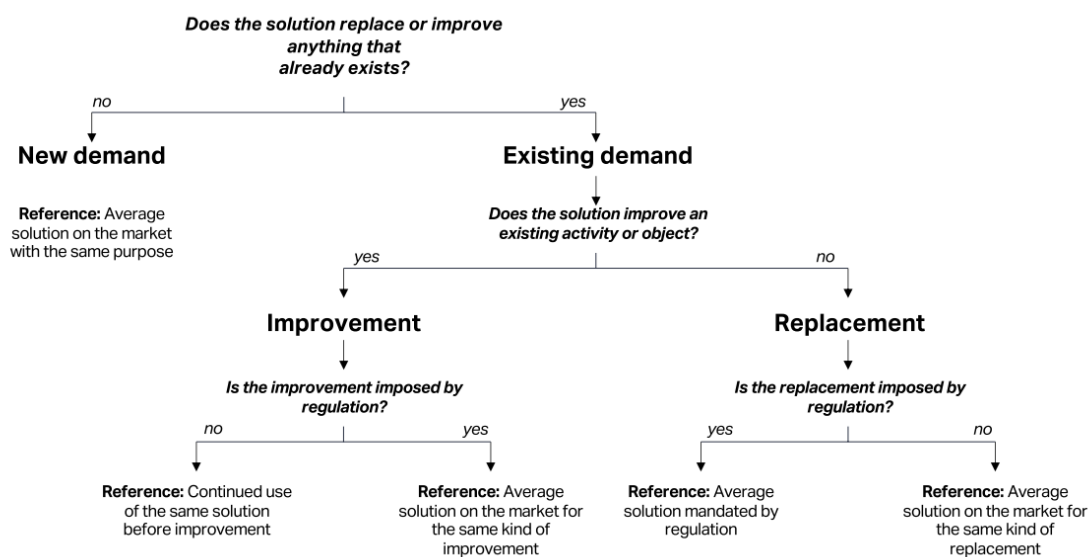 Does the solution replace or improve
anything that
already exists?
no
yes
New demand
Existing demand
Reference: Average
solution on the market
with the same purpose
Does the solution improve an
existing activity or object?
yes
no
Improvement
Replacement
Is the improvement imposed by
regulation?
Is the replacement imposed by
regulation?
no
yes
yes
no
Reference: Continued use
of the same solution
before improvement
Reference: Average
solution on the market for
the same kind of
improvement
Reference: Average
solution mandated by
regulation
Reference: Average
solution on the market for
the same kind of
replacement